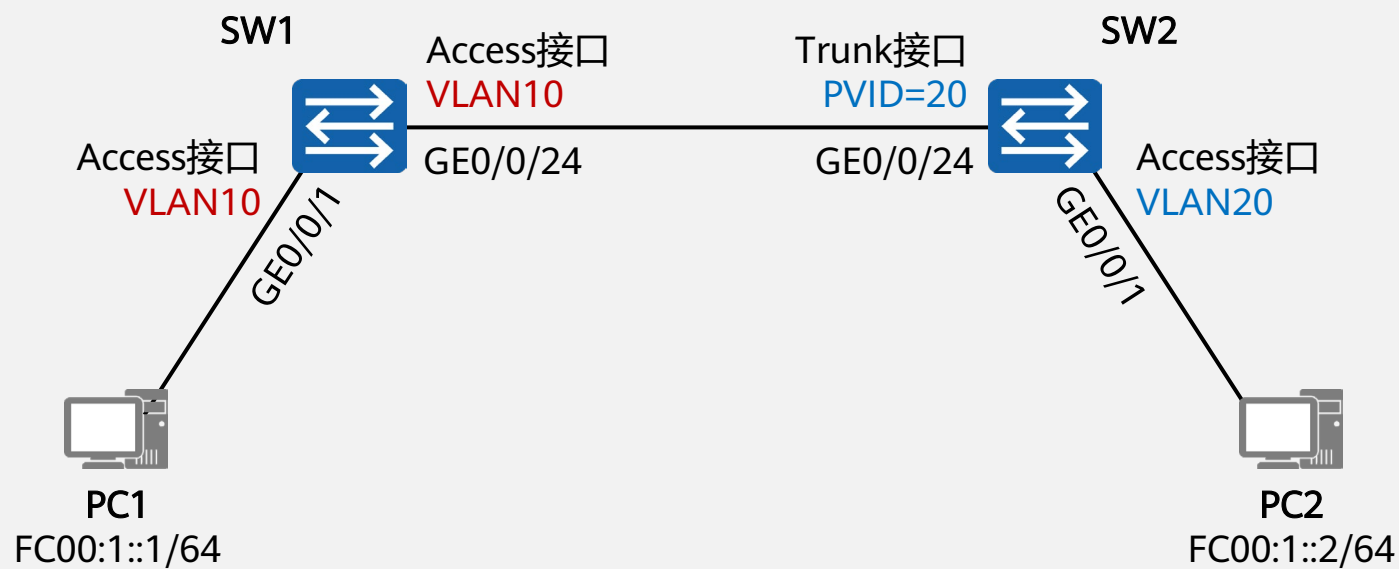 SW1
Access接口
VLAN10
GE0/0/24
Trunk接口
PVID=20
GE0/0/24
SW2
Access接口
VLAN10
GE0/0/1
Access接口
VLAN20
GE0/0/1
PC1
FC00:1::1/64
PC2
FC00:1::2/64